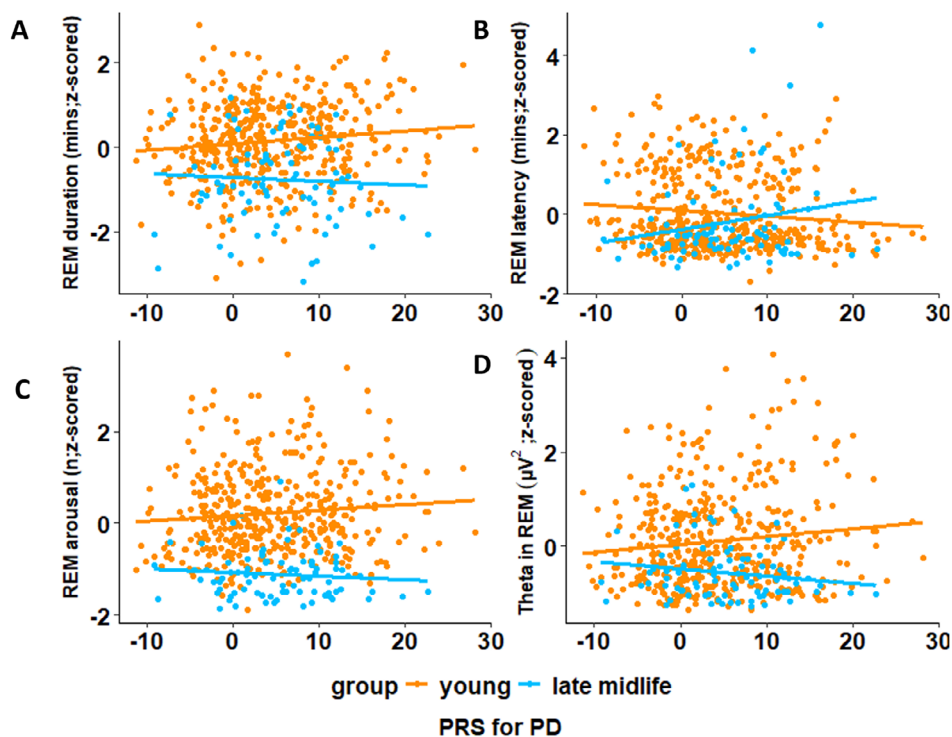 A
REM duration (mins;z-scored)
2
0
-2
-10 0 10 20 30
B
REM latency (mins;z-scored)
4
2
0
-2
-10 0 10 20 30
C
REM arousal (n;z-scored)
2
0
-2
-10 0 10 20 30
D
Theta in REM (µV² ;z-scored)
4
2
0
-10 0 10 20 30
group young late midlife
PRS for PD